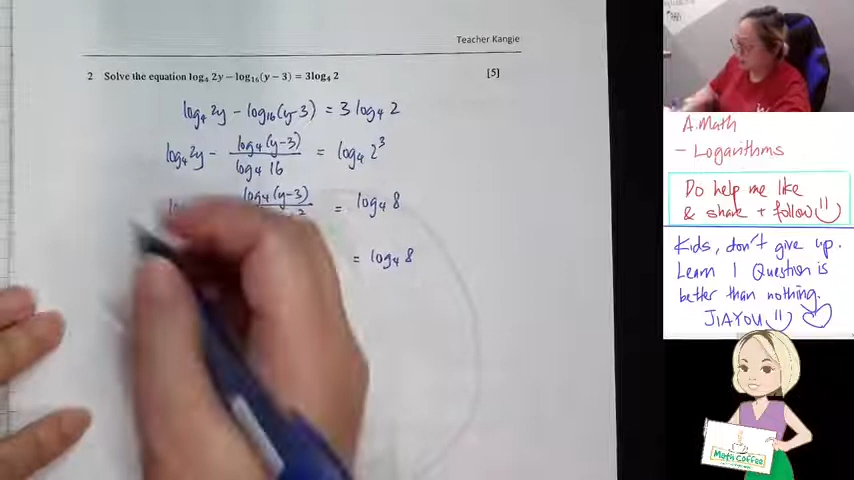 Teacher Kangie
2 Solve the equation log₄ 2y − log₁₆(y − 3) = 3log₄ 2 [5]
log₄ 2y − log₁₆(y-3) = 3 log₄ 2
log₄ 2y − log₄(y-3) / log₄ 16 = log₄ 2³
log₄(y-3) = log₄ 8
= log₄ 8
A.Math
- Logarithms
Do help me like
& share + follow
Kids, don't give up.
Learn 1 Question is
better than nothing.
JIAYOU
Math Coffee